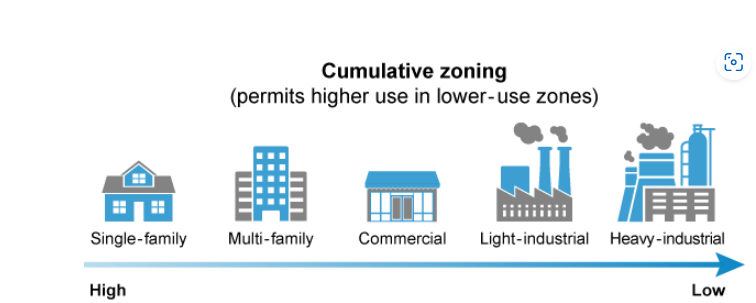 Cumulative zoning
(permits higher use in lower-use zones)
Single-family Multi-family Commercial Light-industrial Heavy-industrial
High Low